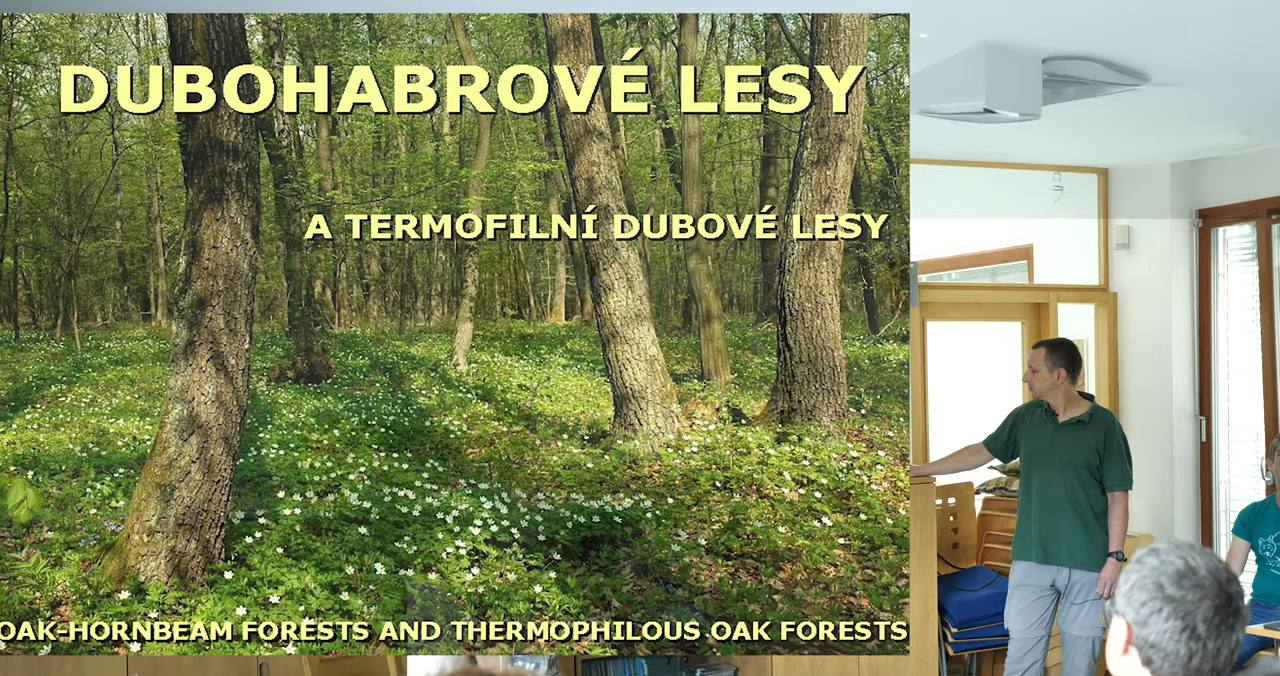 DUBOHABROVÉ LESY
A TERMOFILNÍ DUBOVÉ LESY
OAK-HORNBEAM FORESTS AND THERMOPHILOUS OAK FORESTS